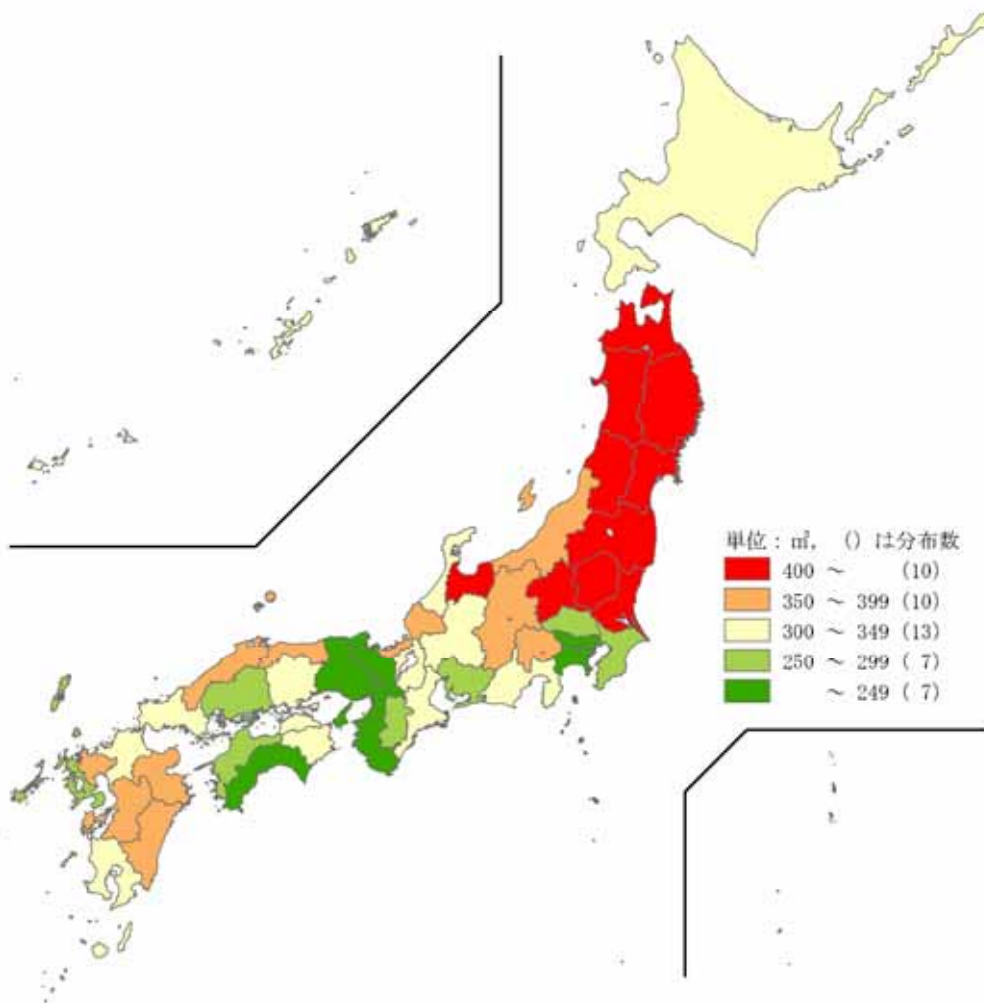 単位：㎡， （）は分布数
400 ～ (10)
350 ～ 399 (10)
300 ～ 349 (13)
250 ～ 299 ( 7)
～ 249 ( 7)